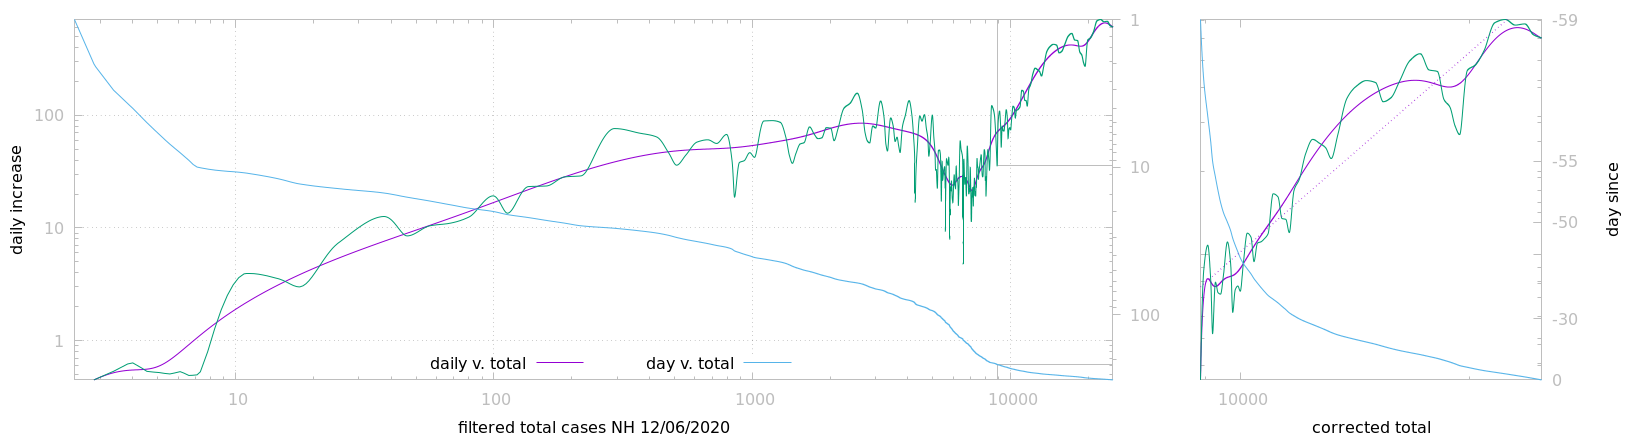 daily increase
100
10
1
daily v. total
day v. total
10
100
1000
10000
filtered total cases NH 12/06/2020
1
10
100
10000
corrected total
-59
-55
-50
-30
0
day since